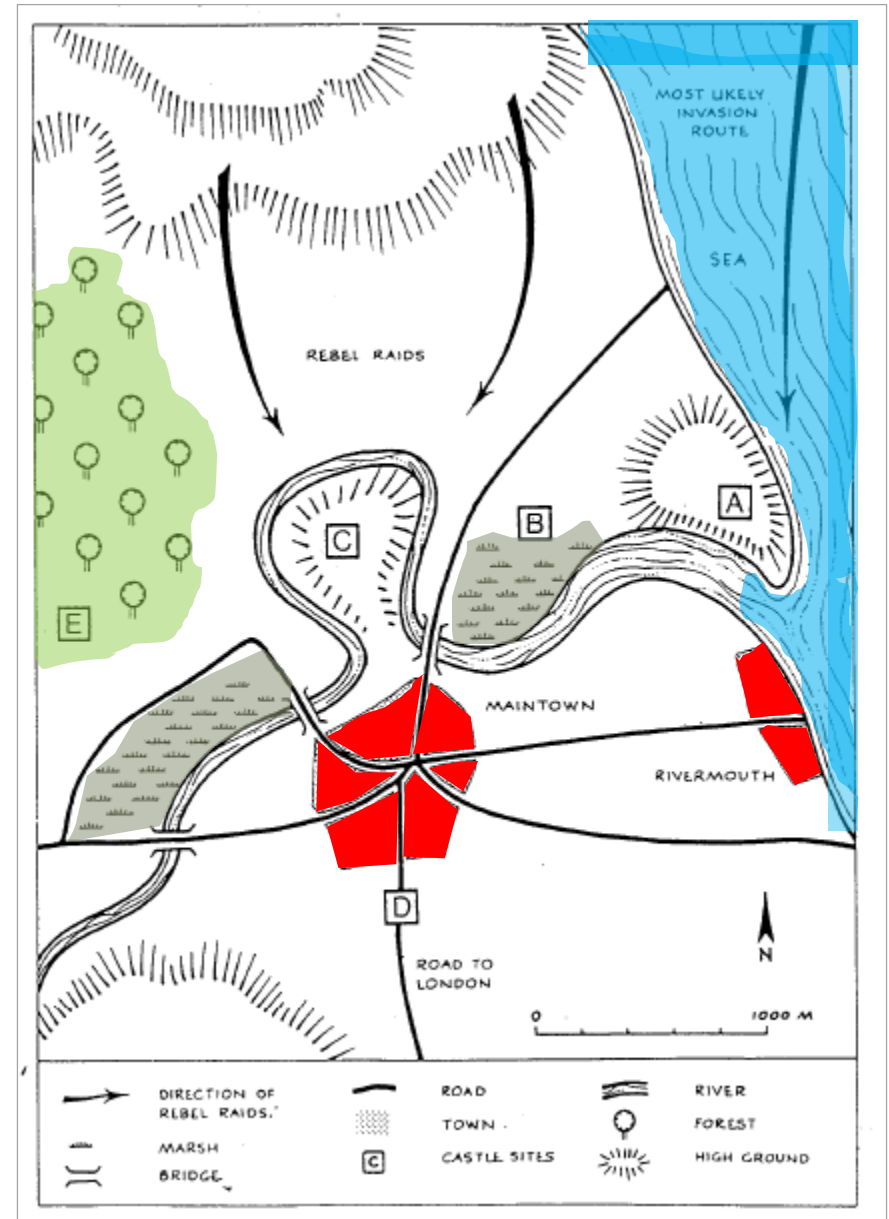 MOST LIKELY
INVASION
ROUTE
SEA
REBEL RAIDS
A
B
C
E
MAINTOWN
RIVERMOUTH
D
N
ROAD TO
LONDON
0 1000 M
DIRECTION OF
REBEL RAIDS.
MARSH
BRIDGE
ROAD
TOWN.
C CASTLE SITES
RIVER
FOREST
HIGH GROUND